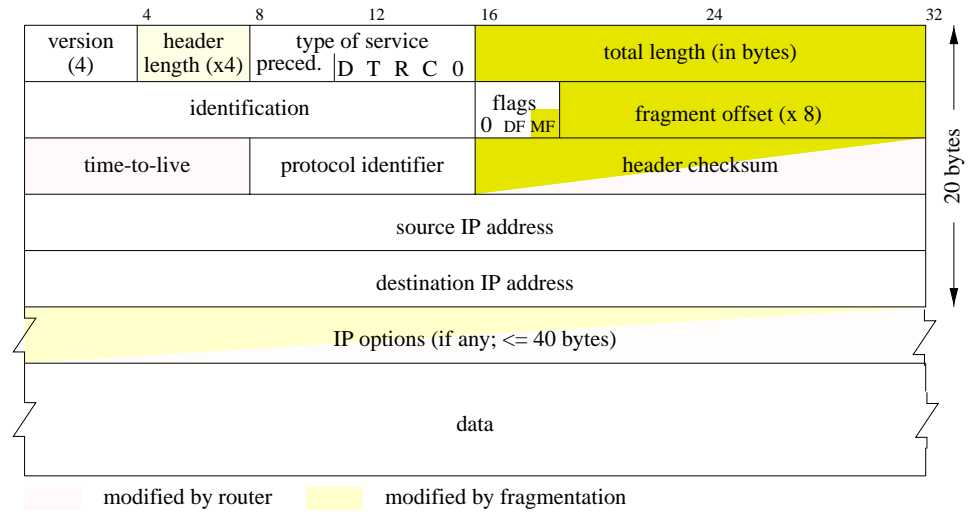 4 8 12 16 24 32
version (4)
header length (x4)
type of service
preced. D T R C 0
total length (in bytes)
identification
flags
0 DF MF
fragment offset (x 8)
time-to-live
protocol identifier
header checksum
source IP address
destination IP address
20 bytes
IP options (if any; <= 40 bytes)
data
modified by router
modified by fragmentation